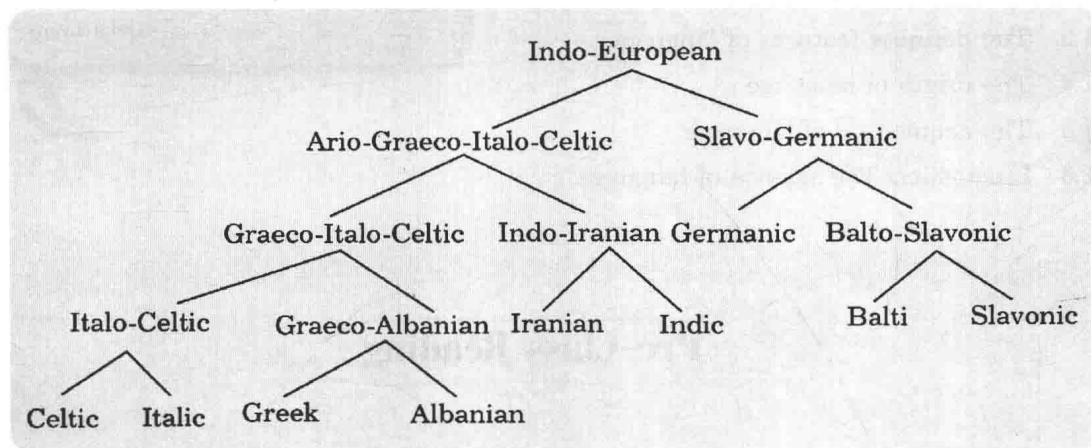 Indo-European
Ario-Graeco-Italo-Celtic Slavo-Germanic
Graeco-Italo-Celtic Indo-Iranian Germanic Balto-Slavonic
Italo-Celtic Graeco-Albanian Iranian Indic Balti Slavonic
Celtic Italic Greek Albanian